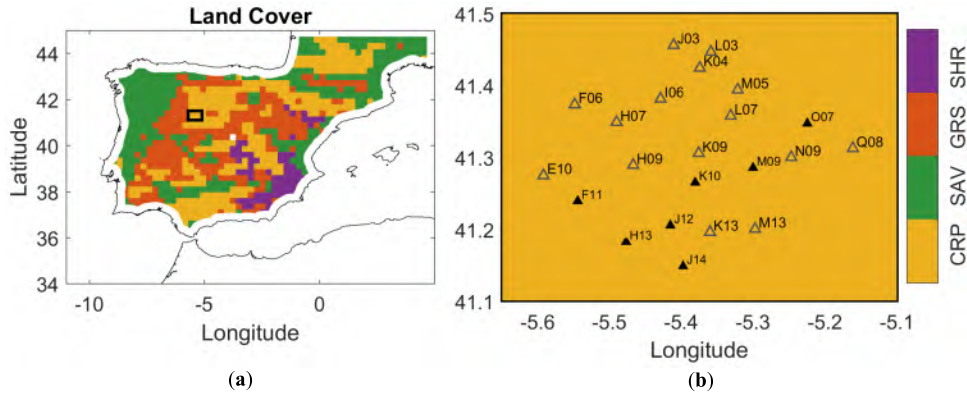 Land Cover
44
42
40
38
36
34
Latitude
-10
-5
0
Longitude
(a)
41.5
41.4
41.3
41.2
41.1
J03
L03
K04
M05
I06
F06
L07
H07
O07
K09
Q08
N09
H09
M09
E10
K10
F11
J12
K13
M13
H13
J14
-5.6
-5.5
-5.4
-5.3
-5.2
-5.1
Longitude
(b)
SHR
GRS
SAV
CRP